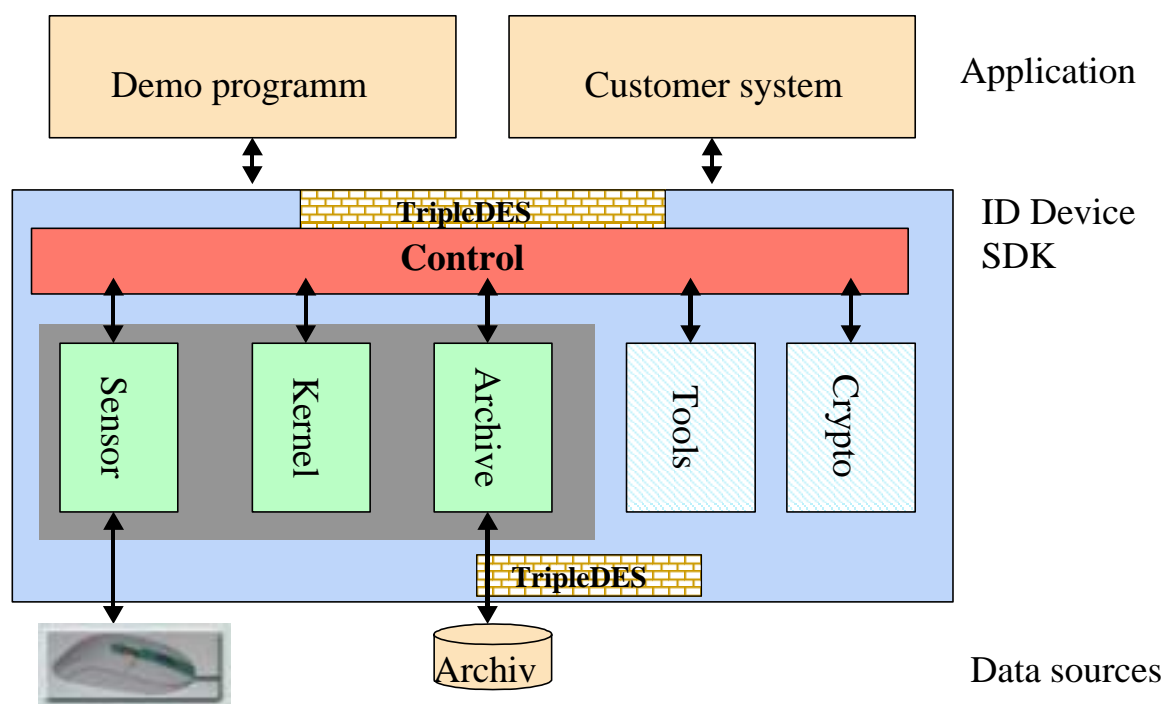 Demo programm
Customer system
Application
TripleDES
ID Device
SDK
Control
Sensor
Kernel
Archive
Tools
Crypto
TripleDES
Archiv
Data sources